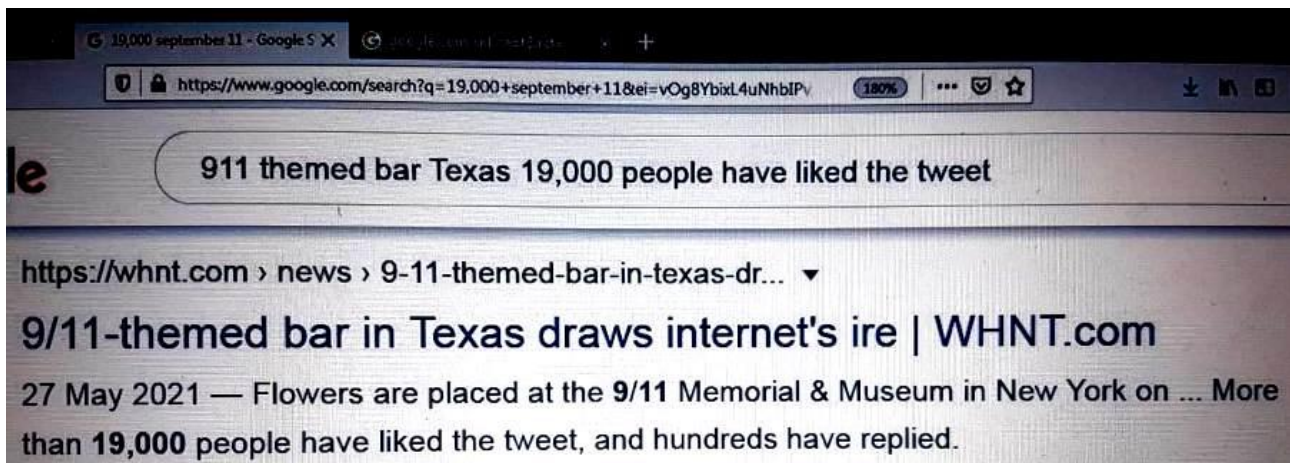 19,000 september 11 - Google S
https://www.google.com/search?q=19,000+september+11&ei=vOg8YbixL4uNhbIPv
180%
le
911 themed bar Texas 19,000 people have liked the tweet
https://whnt.com › news › 9-11-themed-bar-in-texas-dr...
9/11-themed bar in Texas draws internet's ire | WHNT.com
27 May 2021 — Flowers are placed at the 9/11 Memorial & Museum in New York on ... More
than 19,000 people have liked the tweet, and hundreds have replied.